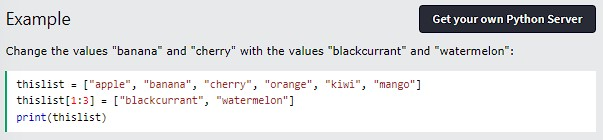 Example
Get your own Python Server
Change the values "banana" and "cherry" with the values "blackcurrant" and "watermelon":
thislist = ["apple", "banana", "cherry", "orange", "kiwi", "mango"]
thislist[1:3] = ["blackcurrant", "watermelon"]
print(thislist)